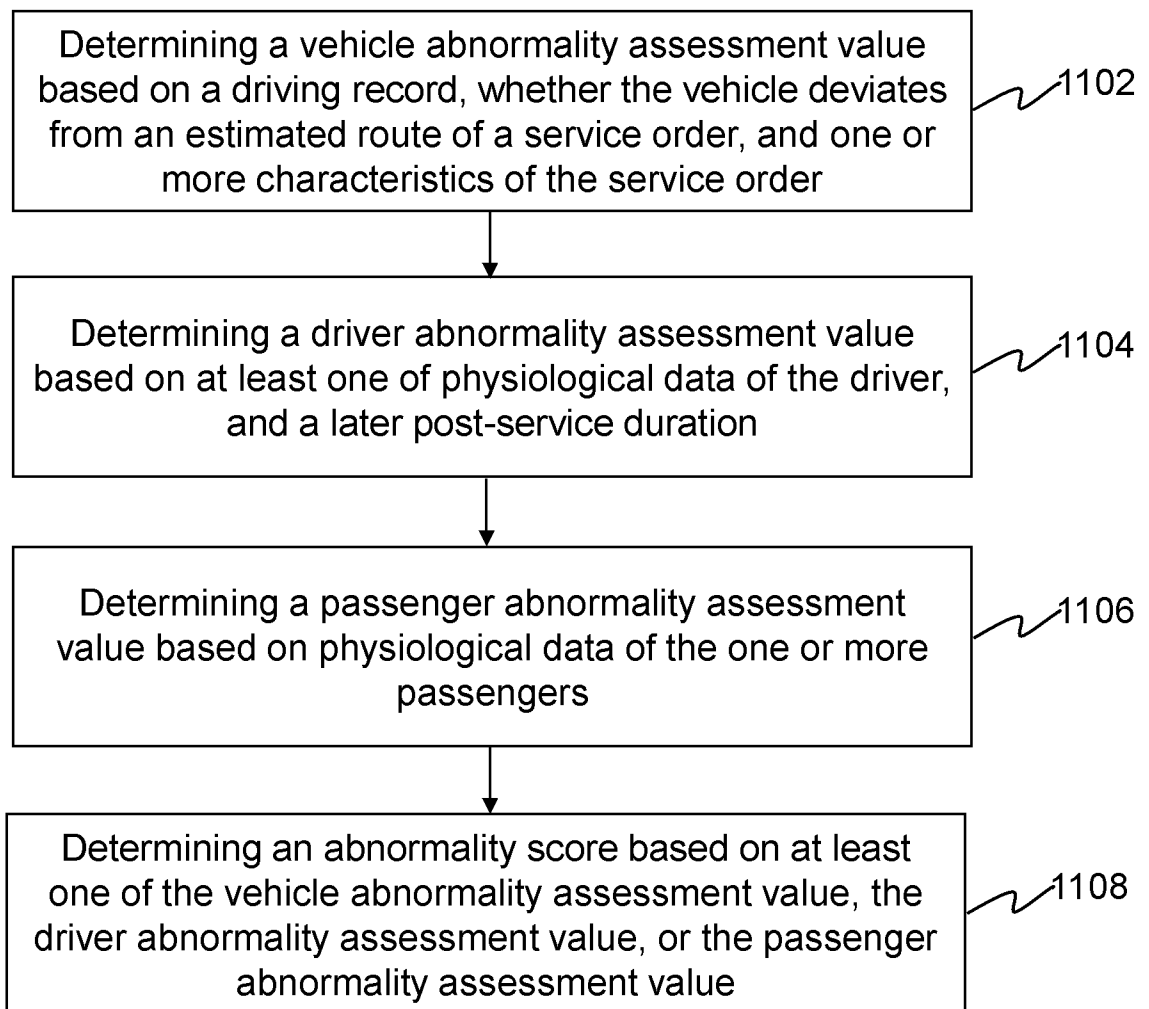 Determining a vehicle abnormality assessment value
based on a driving record, whether the vehicle deviates
from an estimated route of a service order, and one or
more characteristics of the service order
1102
Determining a driver abnormality assessment value
based on at least one of physiological data of the driver,
and a later post-service duration
1104
Determining a passenger abnormality assessment
value based on physiological data of the one or more
passengers
1106
Determining an abnormality score based on at least
one of the vehicle abnormality assessment value, the
driver abnormality assessment value, or the passenger
abnormality assessment value
1108